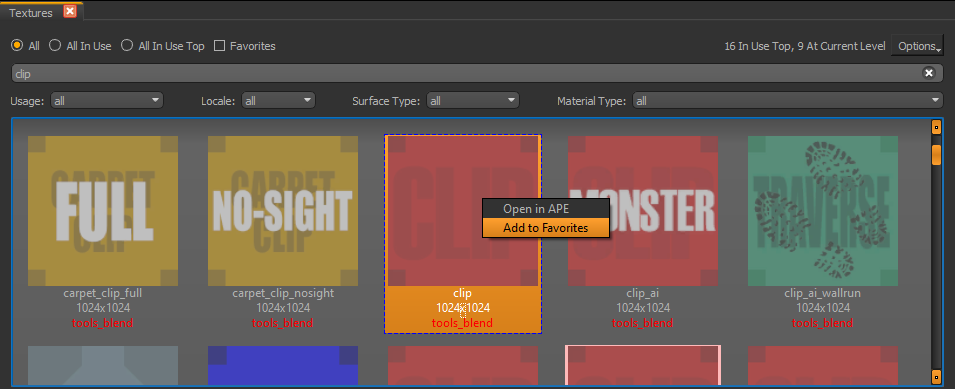 Textures
All All In Use All In Use Top Favorites 16 In Use Top, 9 At Current Level Options
clip
Usage: all Locale: all Surface Type: all Material Type: all
CARPET CLIP FULL
CARPET CLIP NO-SIGHT
CLIP
CLIP MONSTER
TRAVERSE
Open in APE
Add to Favorites
carpet_clip_full carpet_clip_nosight clip clip_ai clip_ai_wallrun
1024x1024 1024x1024 1024x1024 1024x1024 1024x1024
tools_blend tools_blend tools_blend tools_blend tools_blend